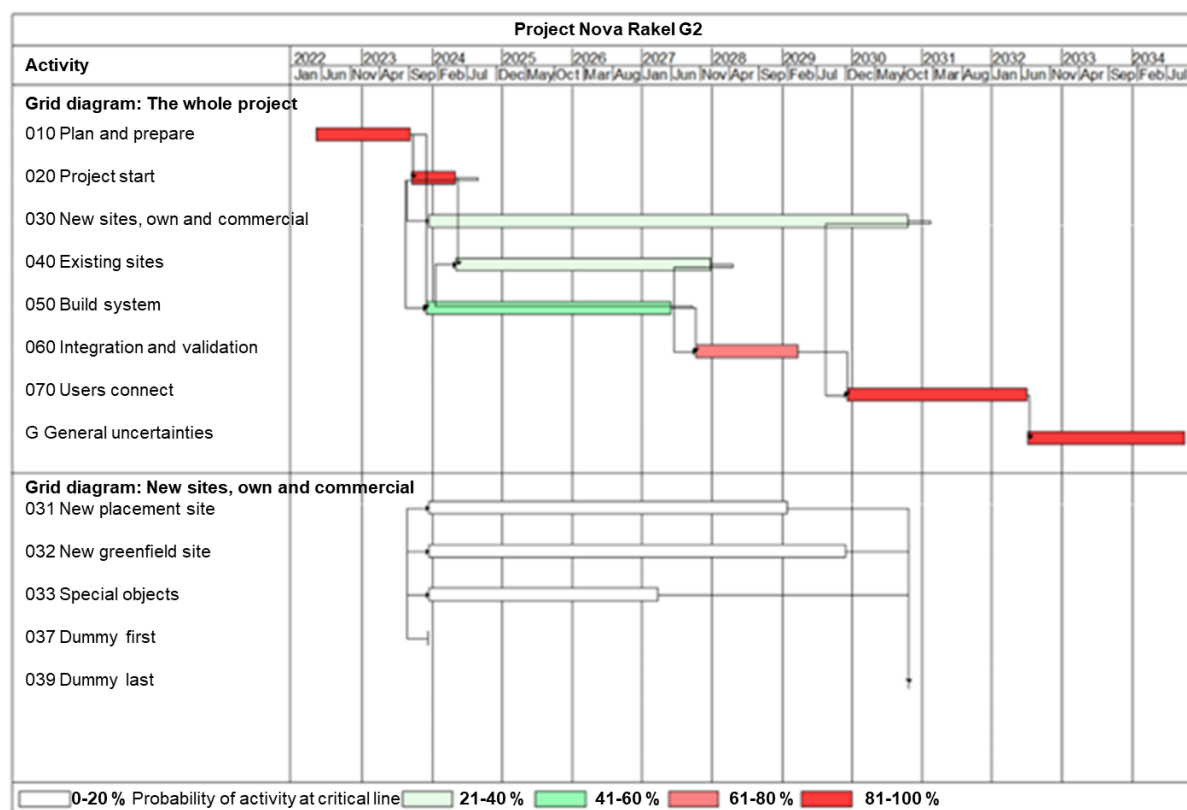 Project Nova Rakel G2
Activity
2022 2023 2024 2025 2026 2027 2028 2029 2030 2031 2032 2033 2034
Jan Jun Nov Apr Sep Feb Jul Dec May Oct Mar Aug Jan Jun Nov Apr Sep Feb Jul Dec May Oct Mar Aug Jan Jun Nov Apr Sep Feb Jul
Grid diagram: The whole project
010 Plan and prepare
020 Project start
030 New sites, own and commercial
040 Existing sites
050 Build system
060 Integration and validation
070 Users connect
G General uncertainties
Grid diagram: New sites, own and commercial
031 New placement site
032 New greenfield site
033 Special objects
037 Dummy first
039 Dummy last
0-20 % Probability of activity at critical line 21-40 % 41-60 % 61-80 % 81-100 %